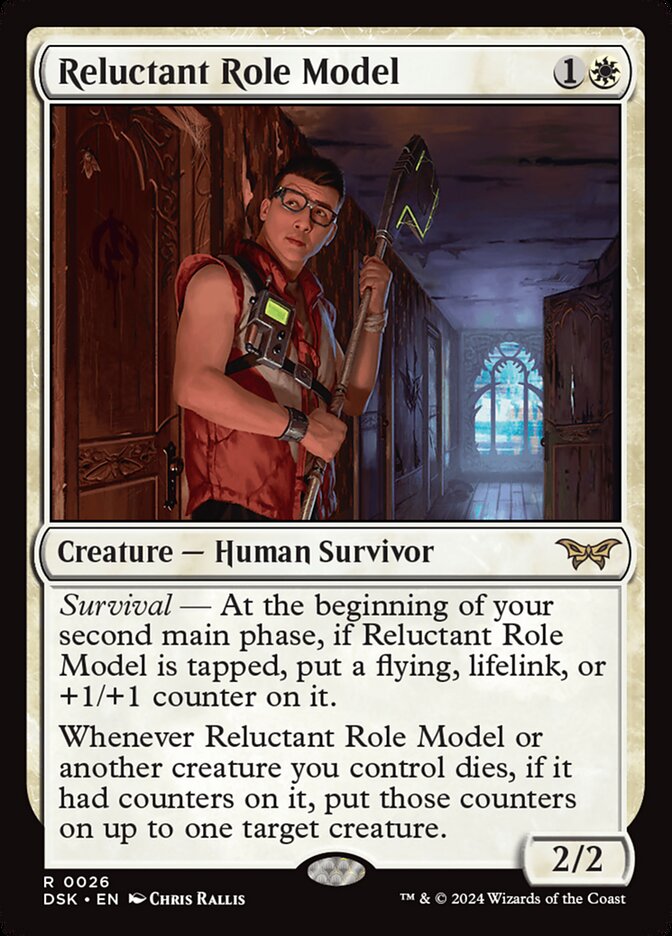 Reluctant Role Model 1
Creature — Human Survivor
Survival — At the beginning of your
second main phase, if Reluctant Role
Model is tapped, put a flying, lifelink, or
+1/+1 counter on it.
Whenever Reluctant Role Model or
another creature you control dies, if it
had counters on it, put those counters
on up to one target creature.
2/2
R 0026
DSK • EN Chris Rallis
™ & © 2024 Wizards of the Coast